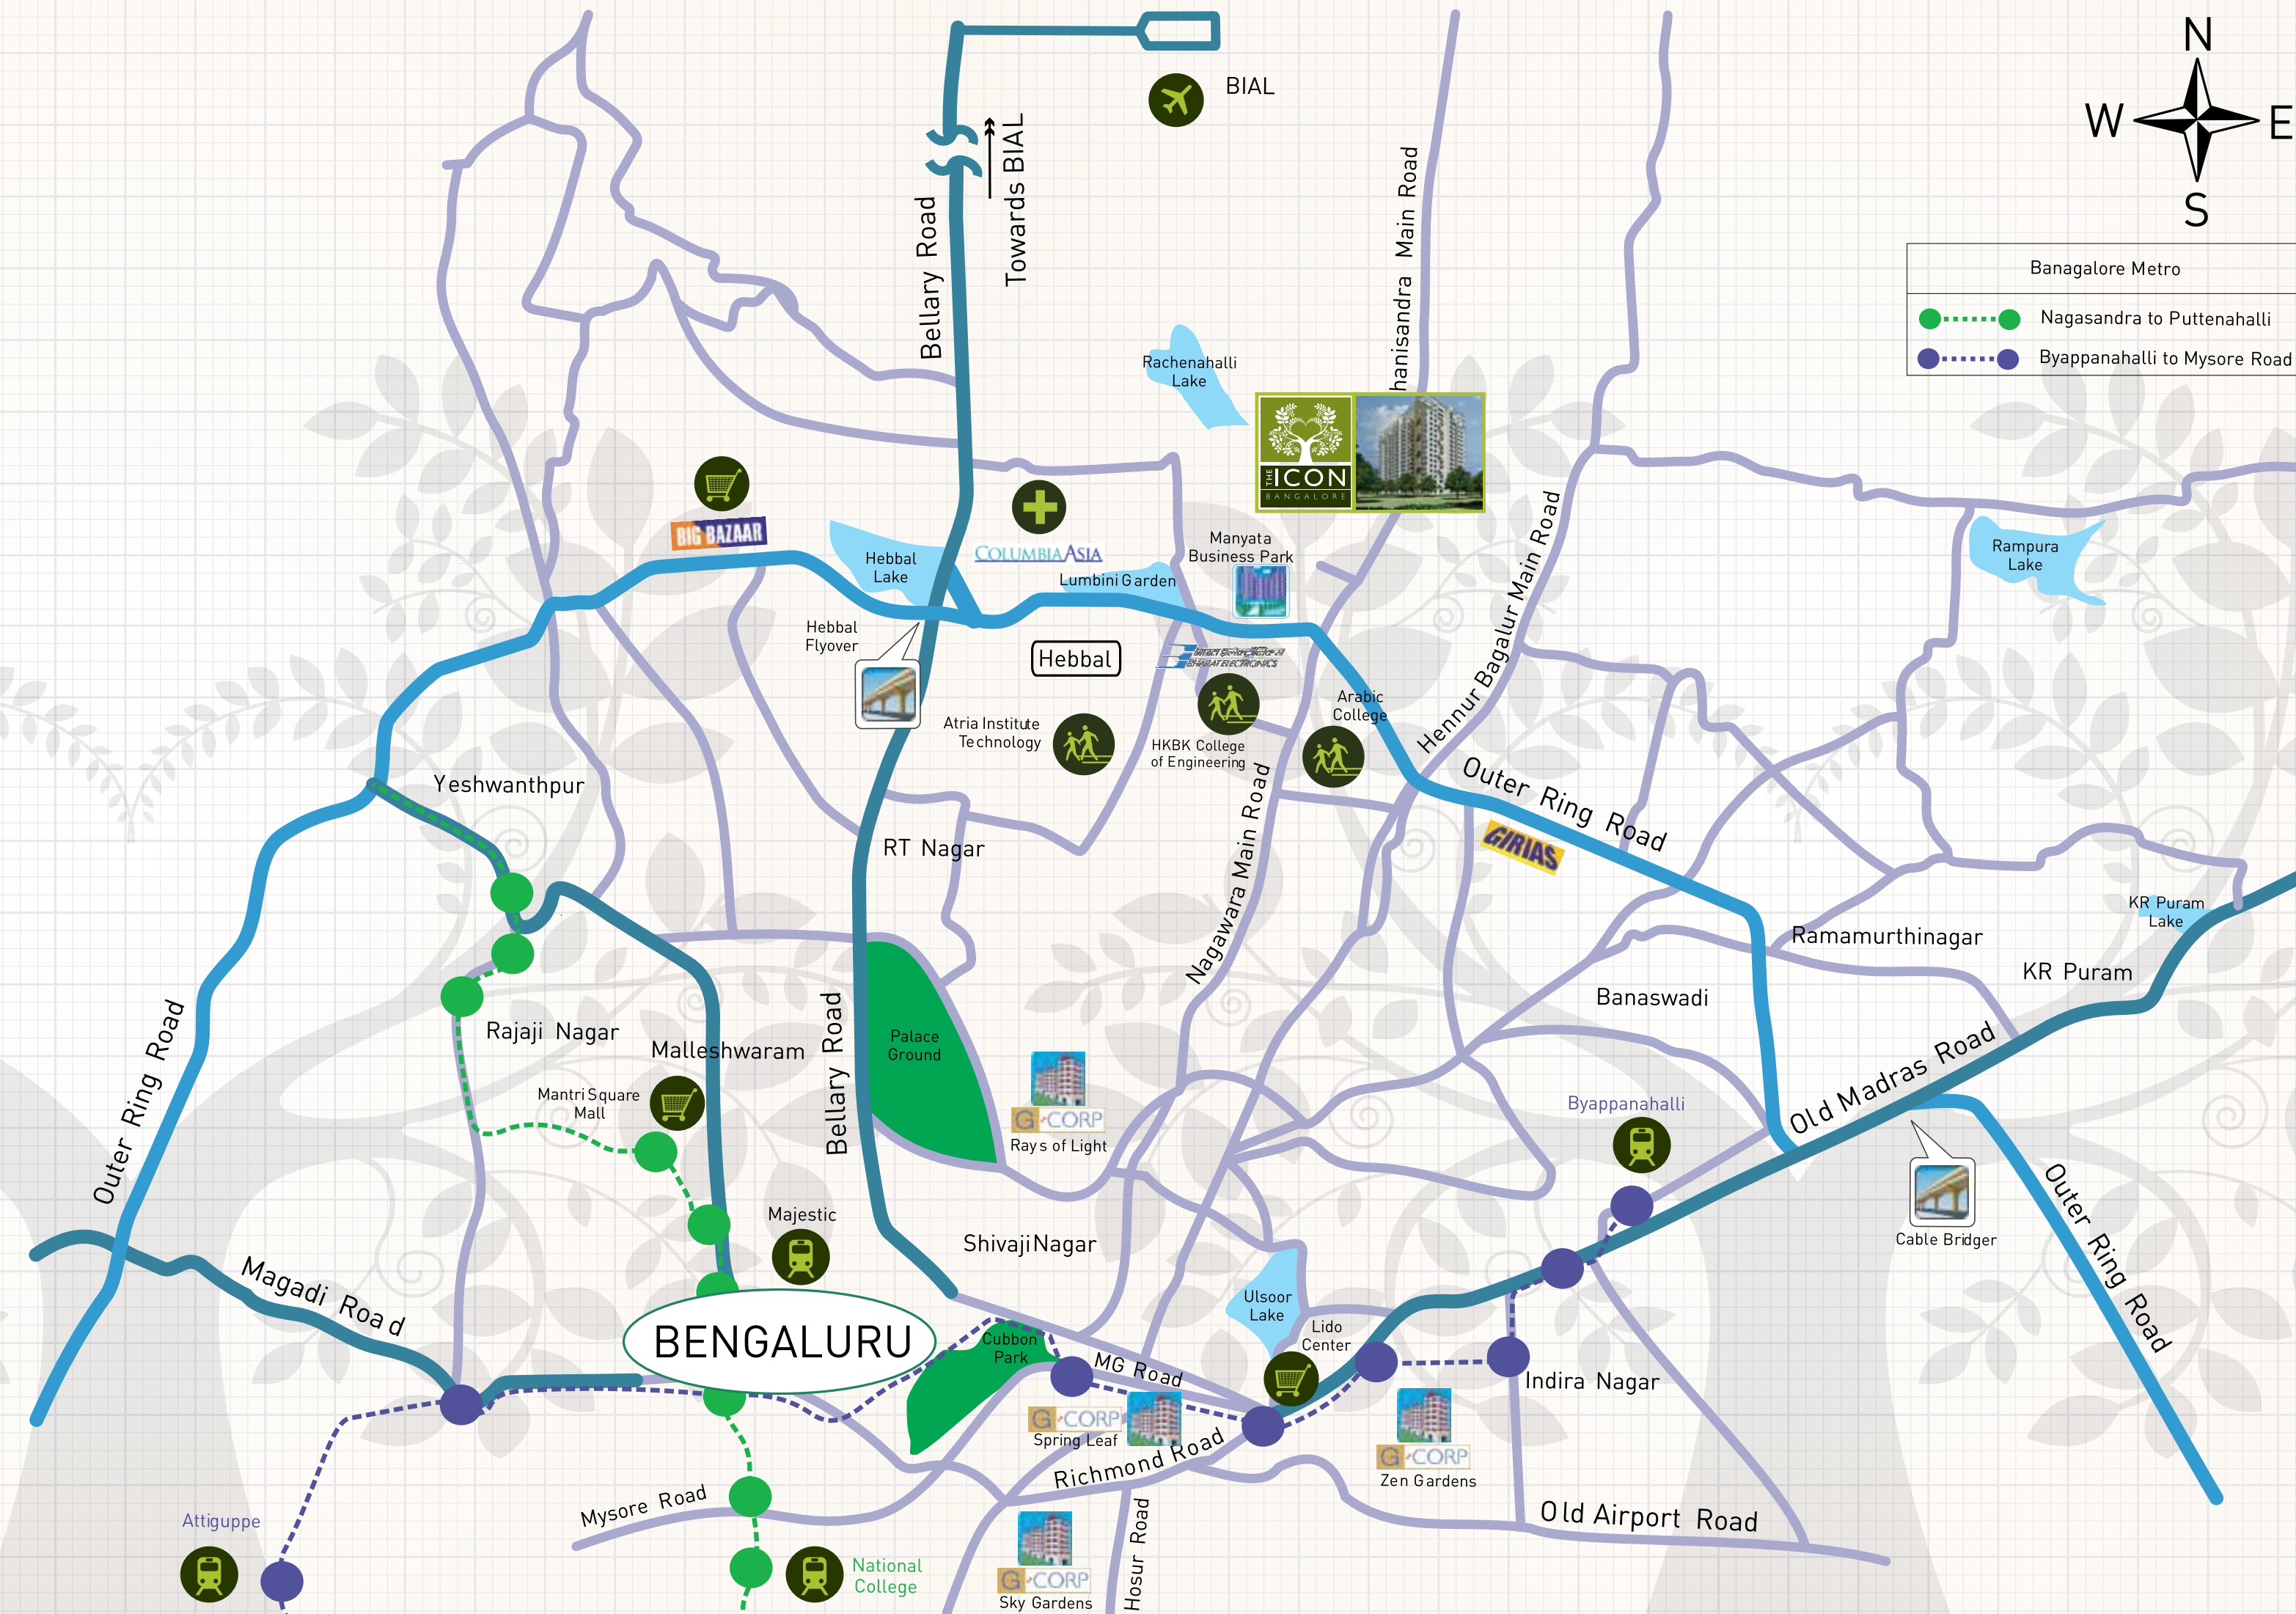 N
W
E
S
BIAL
Towards BIAL
Bellary Road
hanisandra Main Road
Banagalore Metro
Nagasandra to Puttenahalli
Byappanahalli to Mysore Road
Rachenahalli
Lake
THE
ICON
BANGALORE
BIG BAZAAR
COLUMBIA ASIA
Hebbal
Lake
Lumbini Garden
Manyata
Business Park
Hennur Bagalur Main Road
Rampura
Lake
Hebbal
Flyover
Hebbal
BHARAT ELECTRONICS
Atria Institute
Technology
HKBK College
of Engineering
Arabic
College
Yeshwanthpur
RT Nagar
Nagawara Main Road
Outer Ring Road
GIRIAS
KR Puram
Lake
Ramamurthinagar
KR Puram
Banaswadi
Outer Ring Road
Rajaji Nagar
Malleshwaram
Bellary Road
Palace
Ground
Mantri Square
Mall
G:CORP
Rays of Light
Byappanahalli
Old Madras Road
Cable Bridger
Outer Ring Road
Majestic
ShivajiNagar
Magadi Road
BENGALURU
Ulsoor
Lake
Lido
Center
Cubbon
Park
MG Road
Indira Nagar
G:CORP
Spring Leaf
Richmond Road
G:CORP
Zen Gardens
Mysore Road
Hosur Road
Old Airport Road
Attiguppe
National
College
G:CORP
Sky Gardens